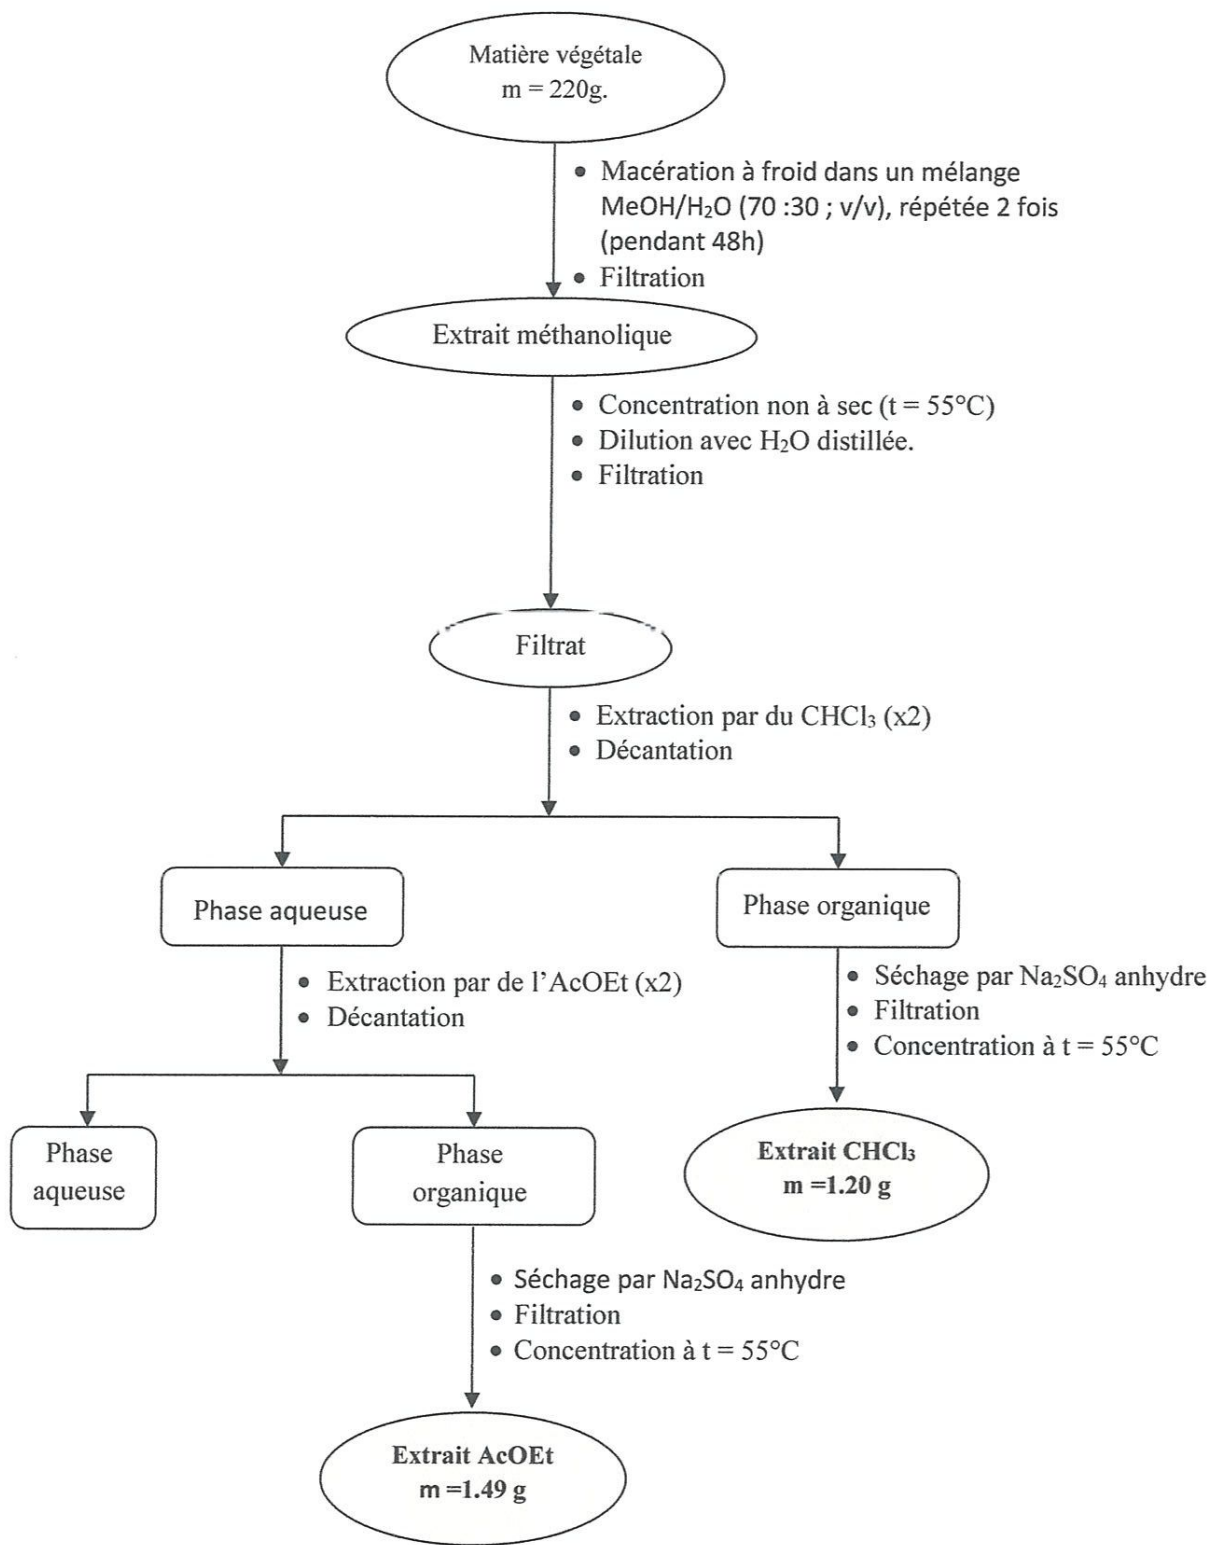 Matière végétale
m = 220g.
• Macération à froid dans un mélange
MeOH/H₂O (70 :30 ; v/v), répétée 2 fois
(pendant 48h)
• Filtration
Extrait méthanolique
• Concentration non à sec (t = 55°C)
• Dilution avec H₂O distillée.
• Filtration
Filtrat
• Extraction par du CHCl₃ (x2)
• Décantation
Phase aqueuse
Phase organique
• Extraction par de l’AcOEt (x2)
• Décantation
• Séchage par Na₂SO₄ anhydre
• Filtration
• Concentration à t = 55°C
Phase
aqueuse
Phase
organique
Extrait CHCl₃
m =1.20 g
• Séchage par Na₂SO₄ anhydre
• Filtration
• Concentration à t = 55°C
Extrait AcOEt
m =1.49 g